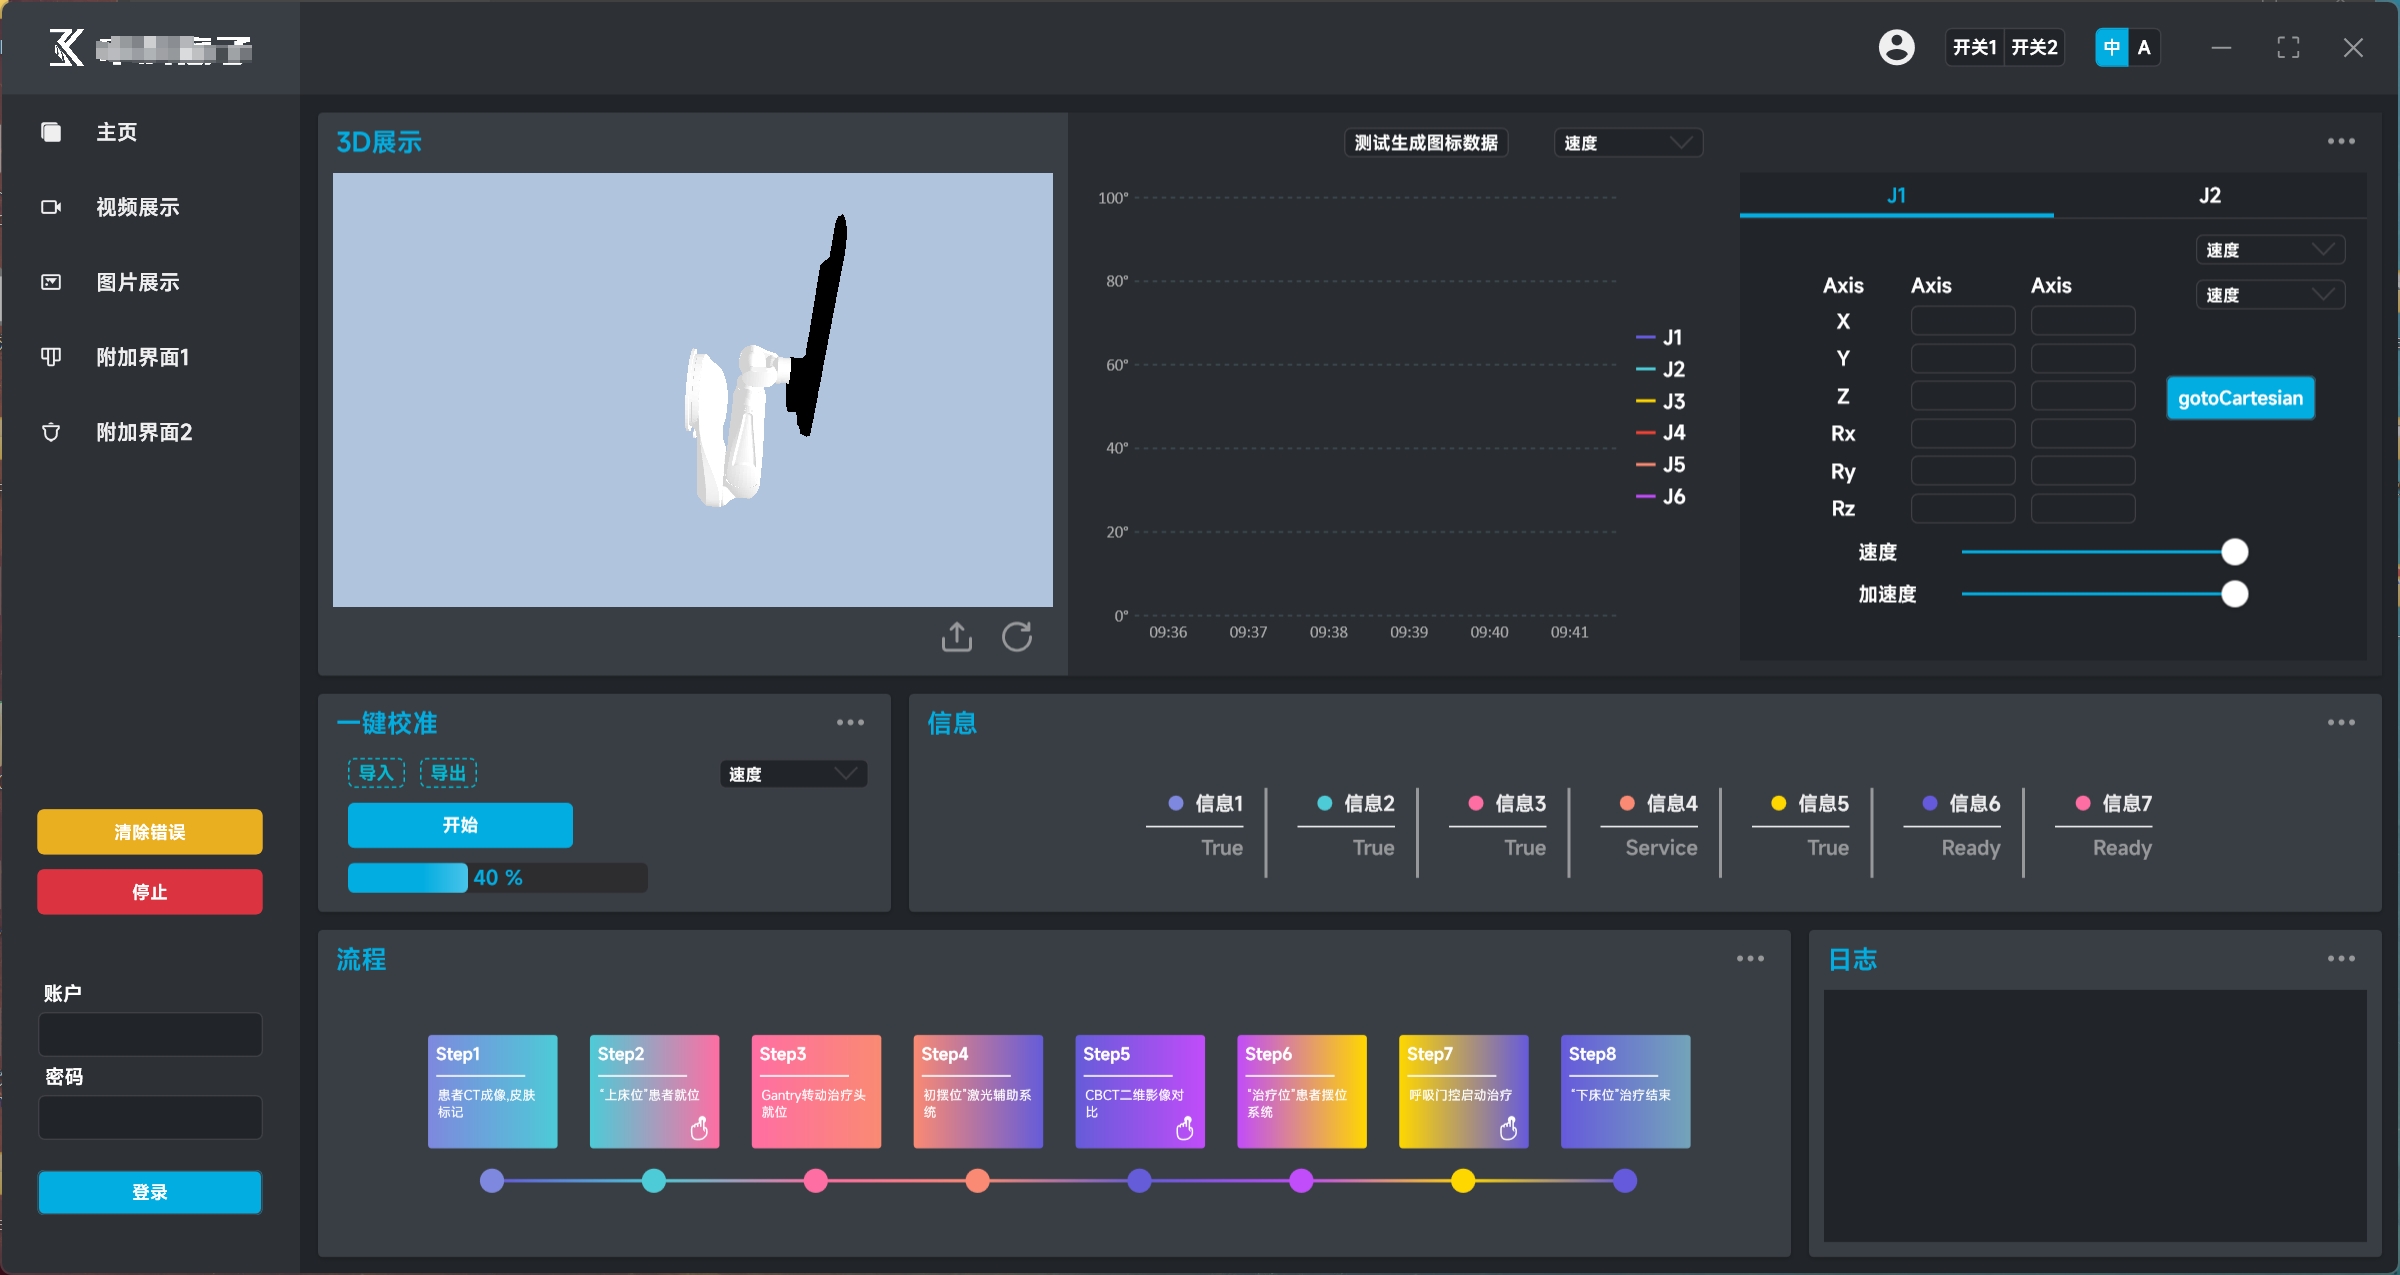 开关1
开关2
中
A
主页
视频展示
图片展示
附加界面1
附加界面2
清除错误
停止
账户
密码
登录
3D展示
测试生成图标数据
速度
100°
80°
60°
40°
20°
0°
09:36
09:37
09:38
09:39
09:40
09:41
J1
J2
J3
J4
J5
J6
J1
J2
速度
速度
Axis
Axis
Axis
X
Y
Z
Rx
Ry
Rz
gotoCartesian
速度
加速度
一键校准
导入
导出
速度
开始
40 %
信息
信息1
True
信息2
True
信息3
True
信息4
Service
信息5
True
信息6
Ready
信息7
Ready
流程
Step1
患者CT成像,皮肤
标记
Step2
"上床位"患者就位
Step3
Gantry转动治疗头
就位
Step4
初摆位"激光辅助系
统
Step5
CBCT二维影像对
比
Step6
"治疗位"患者摆位
系统
Step7
呼吸门控启动治疗
Step8
"下床位"治疗结束
日志